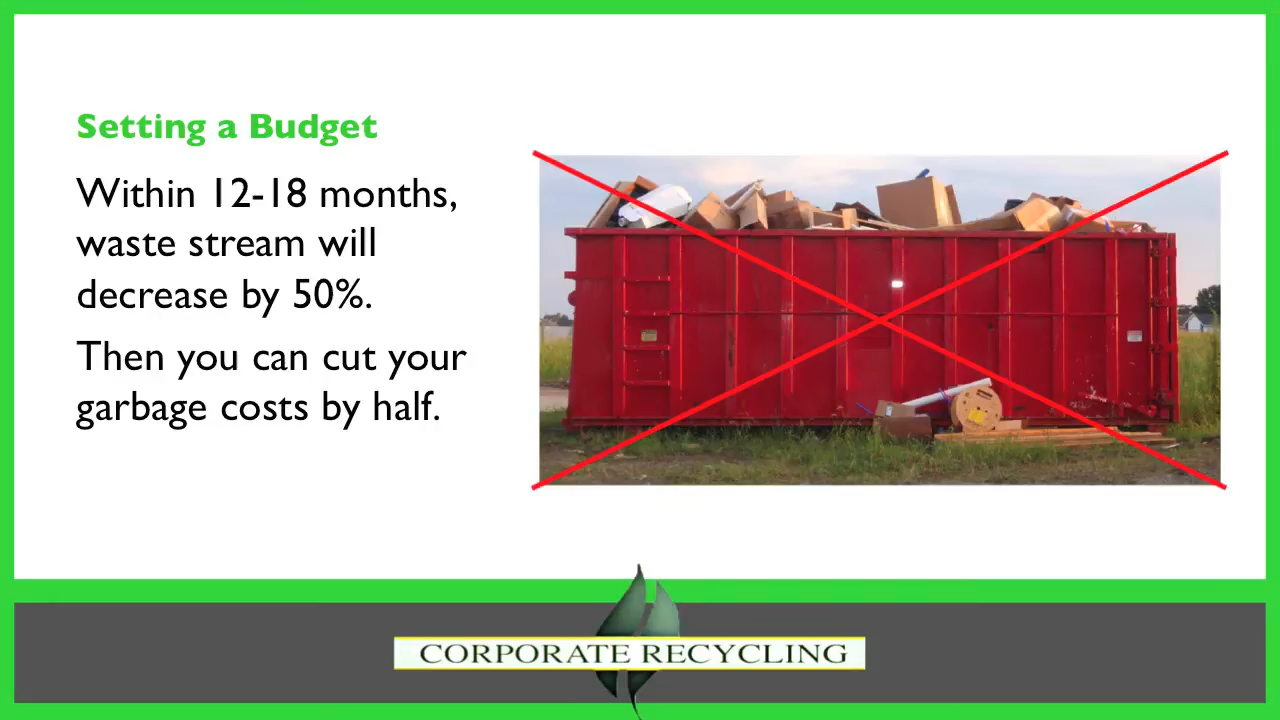 Setting a Budget
Within 12-18 months,
waste stream will
decrease by 50%.
Then you can cut your
garbage costs by half.
CORPORATE RECYCLING